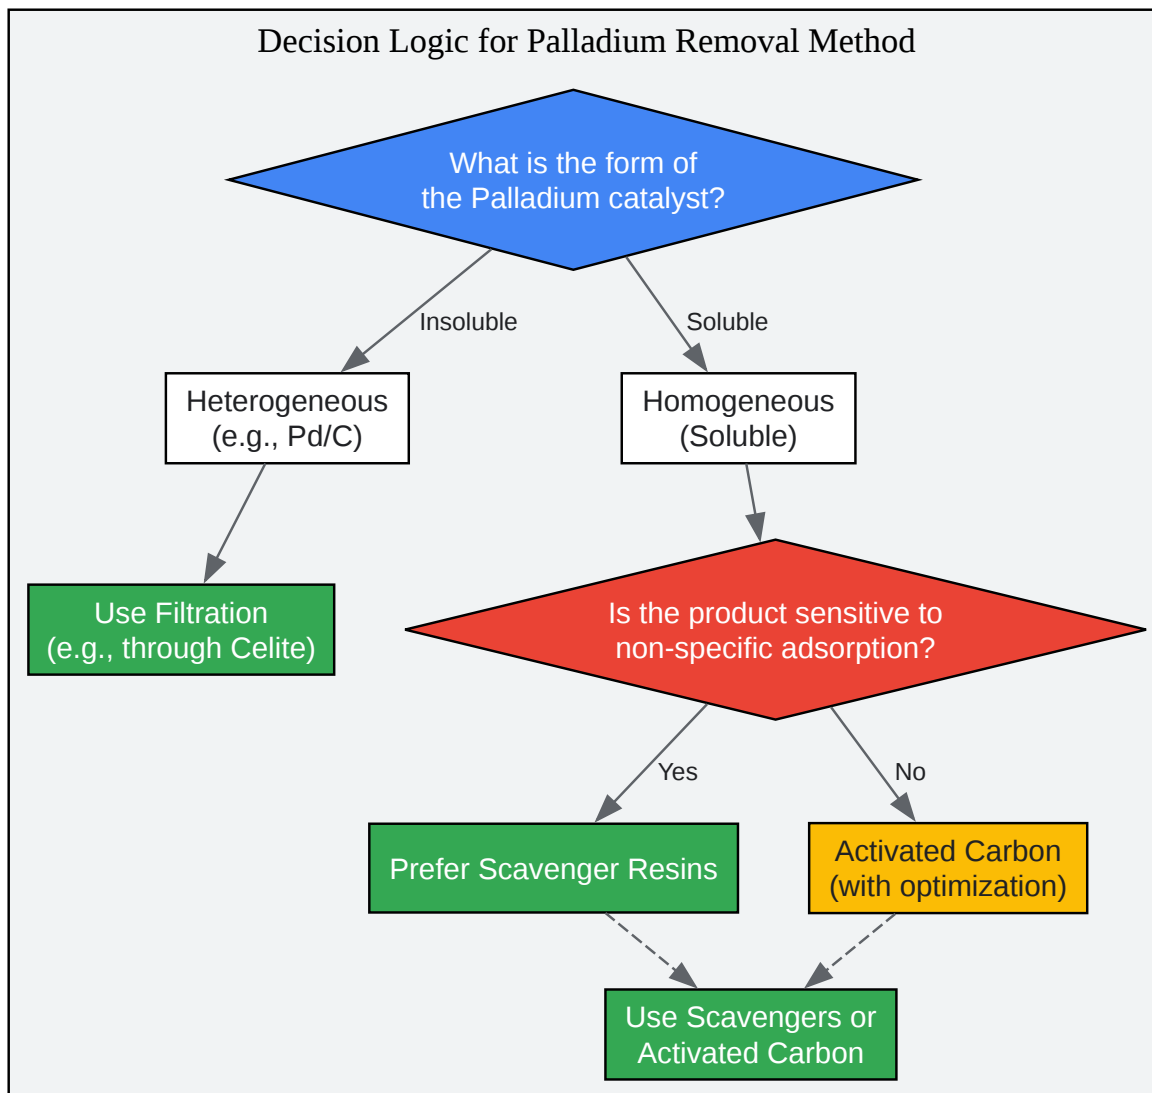 Decision Logic for Palladium Removal Method
What is the form of
the Palladium catalyst?
Insoluble
Soluble
Heterogeneous
(e.g., Pd/C)
Homogeneous
(Soluble)
Use Filtration
(e.g., through Celite)
Is the product sensitive to
non-specific adsorption?
Yes
No
Prefer Scavenger Resins
Activated Carbon
(with optimization)
Use Scavengers or
Activated Carbon